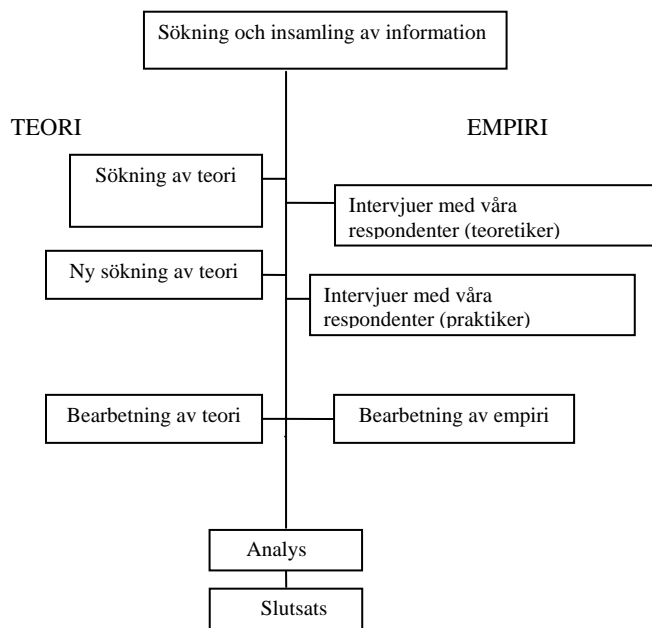 Sökning och insamling av information
TEORI
EMPIRI
Sökning av teori
Intervjuer med våra
respondenter (teoretiker)
Ny sökning av teori
Intervjuer med våra
respondenter (praktiker)
Bearbetning av teori
Bearbetning av empiri
Analys
Slutsats